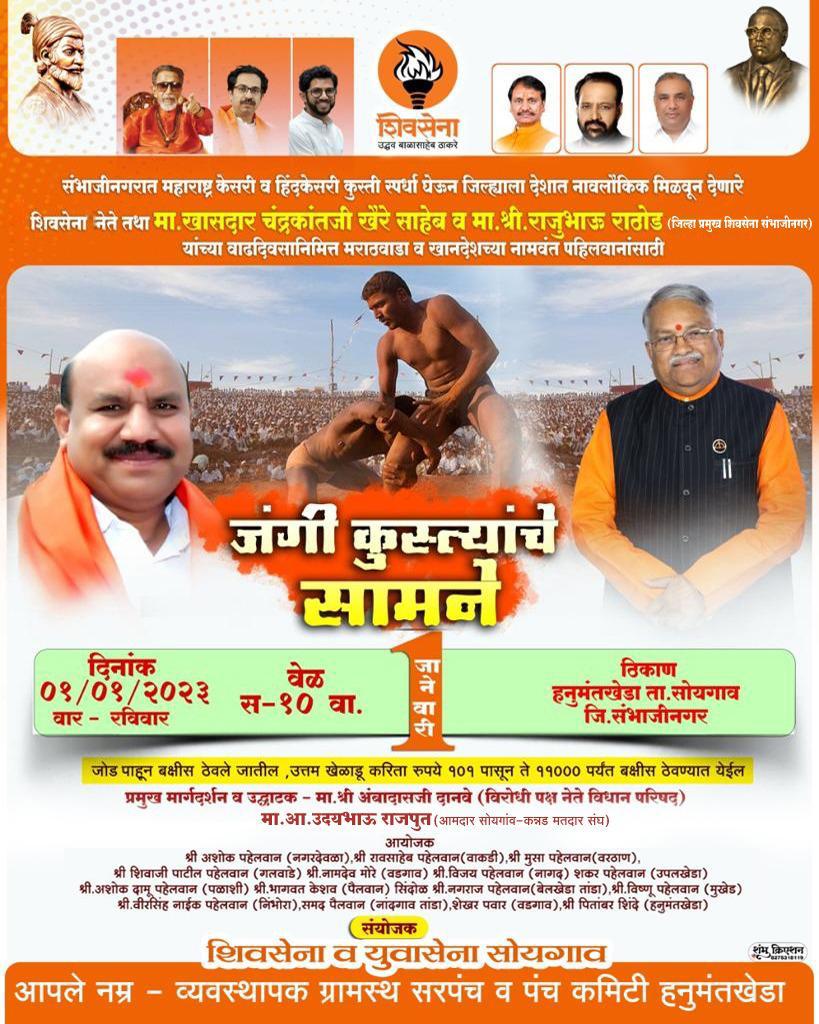 शिवसेना
उद्धव बाळासाहेब ठाकरे
संभाजीनगरात महाराष्ट्र केसरी व हिंदकेसरी कुस्ती स्पर्धा घेऊन जिल्ह्याला देशात नावलौकिक मिळवून देणारे
शिवसेना नेते तथा मा.खासदार चंद्रकांतजी खैरे साहेब व मा.श्री.राजुभाऊ राठोड (जिल्हा प्रमुख शिवसेना संभाजीनगर)
यांच्या वाढदिवसानिमित्त मराठवाडा व खानदेशच्या नामवंत पहिलवानांसाठी
जंगी कुस्त्यांचे
सामने
दिनांक
०१/०१/२०२३
वार - रविवार
वेळ
स-१० वा.
1
जानेवारी
ठिकाण
हनुमंतखेडा ता.सोयगाव
जि.संभाजीनगर
जोड पाहून बक्षीस ठेवले जातील ,उत्तम खेळाडू करिता रुपये १०१ पासून ते ११००० पर्यंत बक्षीस ठेवण्यात येईल
प्रमुख मार्गदर्शन व उद्घाटक - मा.श्री अंबादासजी दानवे (विरोधी पक्ष नेते विधान परिषद)
मा.आ.उदयभाऊ राजपुत (आमदार सोयगांव-कन्नड मतदार संघ)
आयोजक
श्री अशोक पहेलवान (नगरदेवळा), श्री रावसाहेब पहेलवान(वाकडी),श्री मुसा पहेलवान(वरठाण),
श्री शिवाजी पाटील पहेलवान (गलवाडे) श्री.नामदेव मोरे (वडगाव) श्री.विजय पहेलवान (नागद) शकर पहेलवान (उपलखेडा)
श्री.अशोक दामू पहेलवान (पळाशी) श्री.भागवत केशव (पैलवान) सिंदोळ श्री.नगराज पहेलवान(बेलखेडा तांडा),श्री.विष्णू पहेलवान (मुखेड)
श्री.वीरसिंह नाईक पहेलवान (निंभोरा),समद पैलवान (नांदगाव तांडा),शेखर पवार (वडगाव),श्री पितांबर शिंदे (हनुमंतखेडा)
संयोजक
शिवसेना व युवासेना सोयगाव
शंभु क्रिएशन
आपले नम्र - व्यवस्थापक ग्रामस्थ सरपंच व पंच कमिटी हनुमंतखेडा